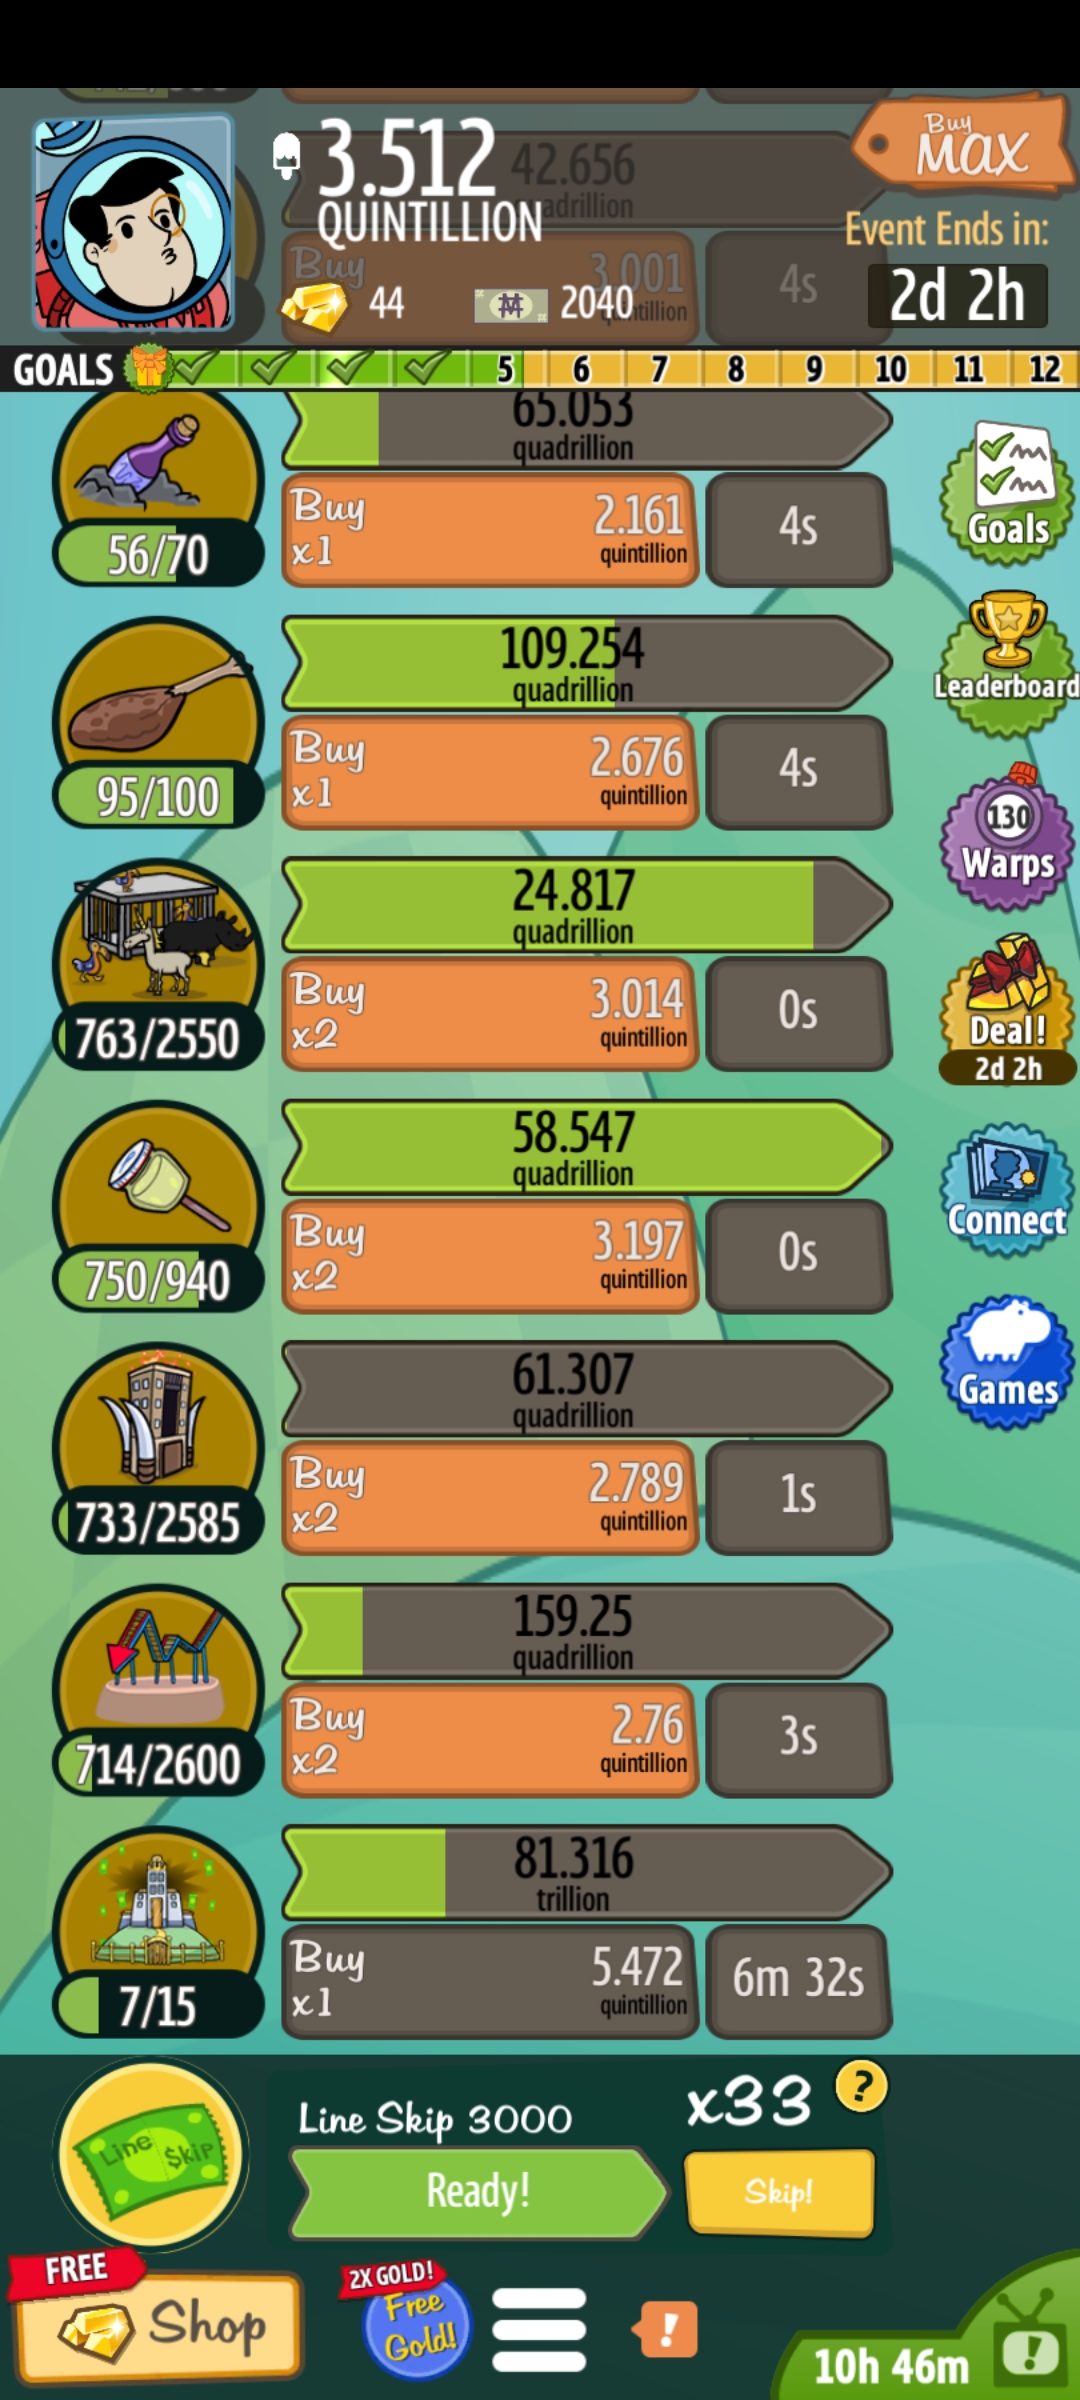 3.512
QUINTILLION
42.656
Buy
MAX
Event Ends in:
2d 2h
Buy
3.001
4s
44
2040
GOALS
5
6
7
8
9
10
11
12
65.053
quadrillion
56/70
Buy
x1
2.161
quintillion
4s
Goals
109.254
quadrillion
95/100
Buy
x1
2.676
quintillion
4s
Leaderboard
130
Warps
24.817
quadrillion
763/2550
Buy
x2
3.014
quintillion
0s
Deal!
2d 2h
58.547
quadrillion
750/940
Buy
x2
3.197
quintillion
0s
Connect
61.307
quadrillion
733/2585
Buy
x2
2.789
quintillion
1s
Games
159.25
quadrillion
714/2600
Buy
x2
2.76
quintillion
3s
81.316
trillion
7/15
Buy
x1
5.472
quintillion
6m 32s
Line $kip
Line Skip 3000
Ready!
x33
?
Skip!
FREE
Shop
2X GOLD!
Free
Gold!
!
10h 46m
!